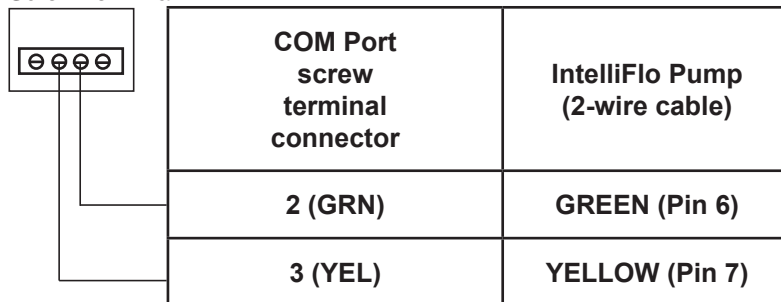 COM Port
screw
terminal
connector
IntelliFlo Pump
(2-wire cable)
2 (GRN)
GREEN (Pin 6)
3 (YEL)
YELLOW (Pin 7)